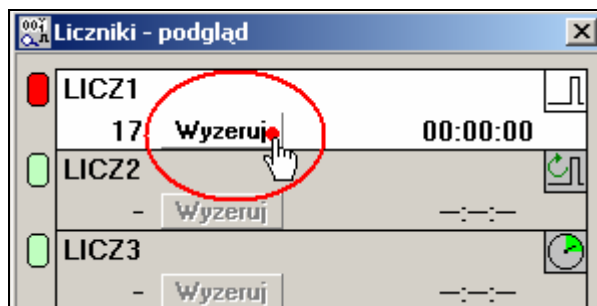 Liczniki - podgląd
LICZ1
17 Wyzeruj 00:00:00
LICZ2
- Wyzeruj –:–:–
LICZ3
- Wyzeruj –:–:–